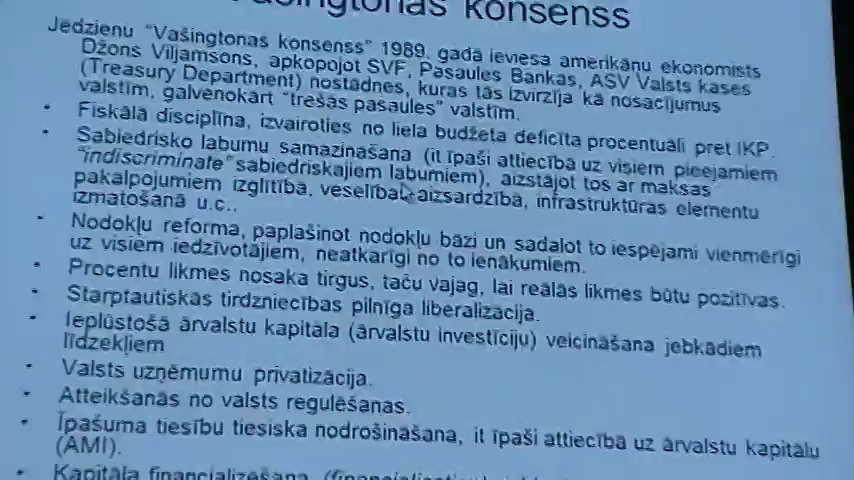 konsenss
Jēdzienu “Vašingtonas konsenss” 1989. gadā ieviesa amerikāņu ekonomists
Džons Viljamsons, apkopojot SVF, Pasaules Bankas, ASV Valsts kases
(Treasury Department) nostādnes, kuras tās izvirzīja kā nosacījumus
valstīm, galvenokārt “trešās pasaules” valstīm.
• Fiskālā disciplīna, izvairoties no liela budžeta deficīta procentuāli pret IKP.
• Sabiedrisko labumu samazināšana (it īpaši attiecībā uz visiem pieejamiem
“indiscriminate” sabiedriskajiem labumiem), aizstājot tos ar maksas
pakalpojumiem izglītībā, veselības aizsardzībā, infrastruktūras elementu
izmatošanā u.c..
• Nodokļu reforma, paplašinot nodokļu bāzi un sadalot to iespējami vienmērīgi
uz visiem iedzīvotājiem, neatkarīgi no to ienākumiem.
• Procentu likmes nosaka tirgus, taču vajag, lai reālās likmes būtu pozitīvas.
• Starptautiskās tirdzniecības pilnīga liberalizācija.
• Ieplūstošā ārvalstu kapitāla (ārvalstu investīciju) veicināšana jebkādiem
līdzekļiem
• Valsts uzņēmumu privatizācija.
• Atteikšanās no valsts regulēšanas.
• Īpašuma tiesību tiesiska nodrošināšana, it īpaši attiecībā uz ārvalstu kapitālu
(AMI).
• Kapitāla financializēšana